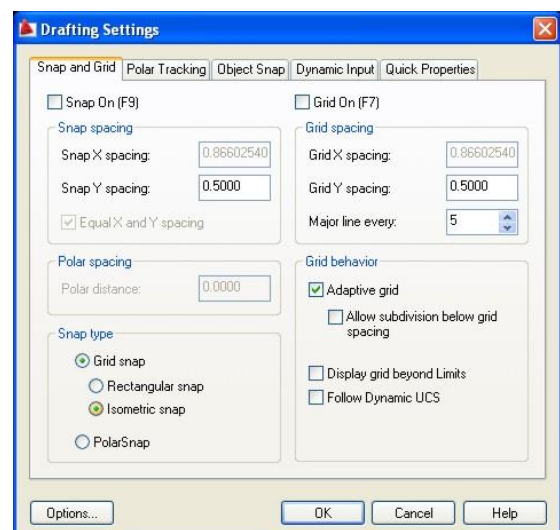 Drafting Settings
Snap and Grid Polar Tracking Object Snap Dynamic Input Quick Properties
Snap On (F9)
Snap spacing
Snap X spacing: 0.86602540
Snap Y spacing: 0.5000
Equal X and Y spacing
Polar spacing
Polar distance: 0.0000
Snap type
Grid snap
Rectangular snap
Isometric snap
PolarSnap
Grid On (F7)
Grid spacing
Grid X spacing: 0.86602540
Grid Y spacing: 0.5000
Major line every: 5
Grid behavior
Adaptive grid
Allow subdivision below grid
spacing
Display grid beyond Limits
Follow Dynamic UCS
Options... OK Cancel Help